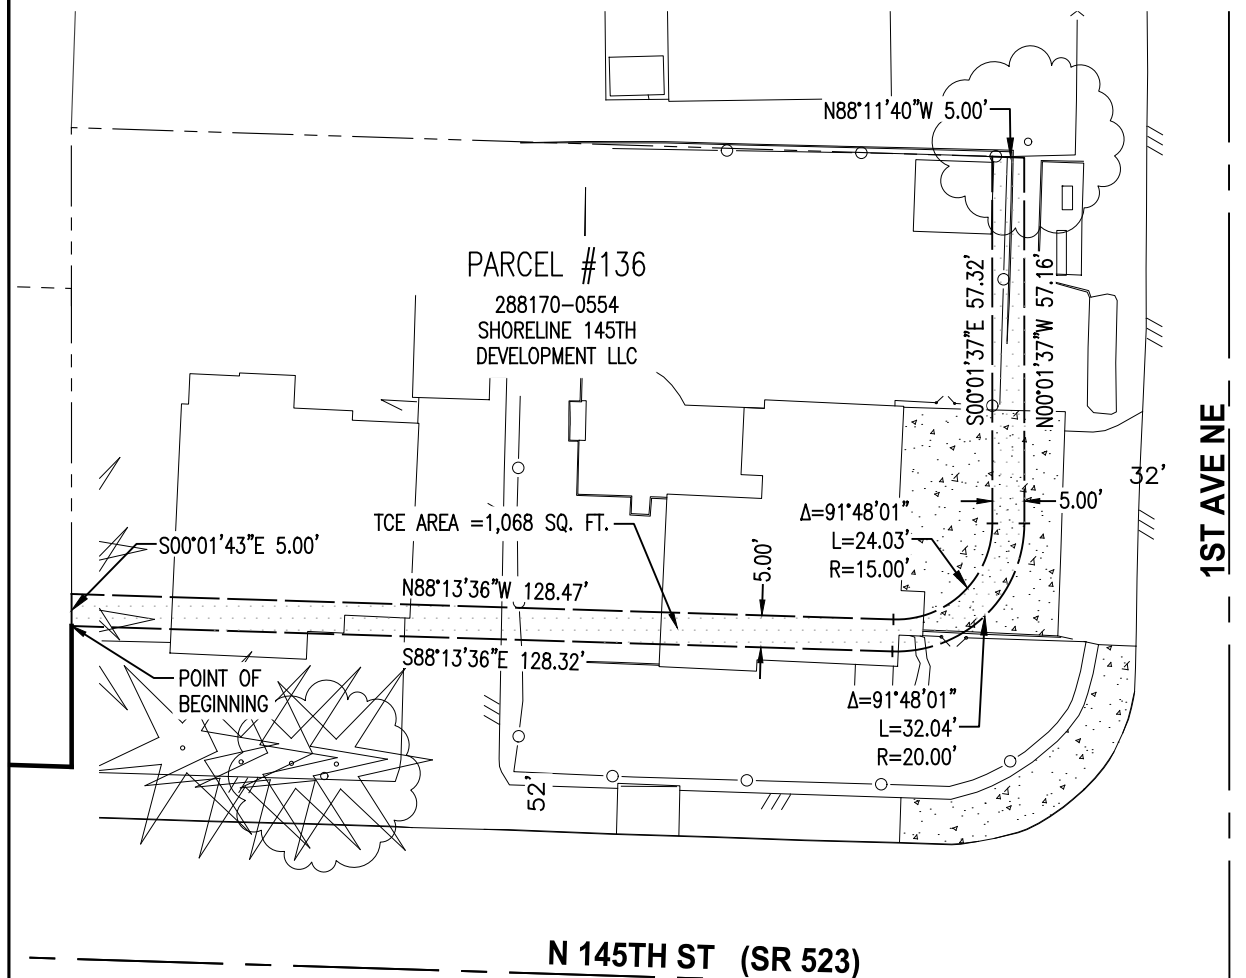 N88°11'40"W 5.00'
PARCEL #136
288170-0554
SHORELINE 145TH
DEVELOPMENT LLC
S00°01'37"E 57.32'
N00°01'37"W 57.16'
1ST AVE NE
32'
5.00'
Δ=91°48'01"
L=24.03'
R=15.00'
TCE AREA =1,068 SQ. FT.
S00°01'43"E 5.00'
5.00'
N88°13'36"W 128.47'
S88°13'36"E 128.32'
POINT OF
BEGINNING
Δ=91°48'01"
L=32.04'
R=20.00'
52'
N 145TH ST (SR 523)